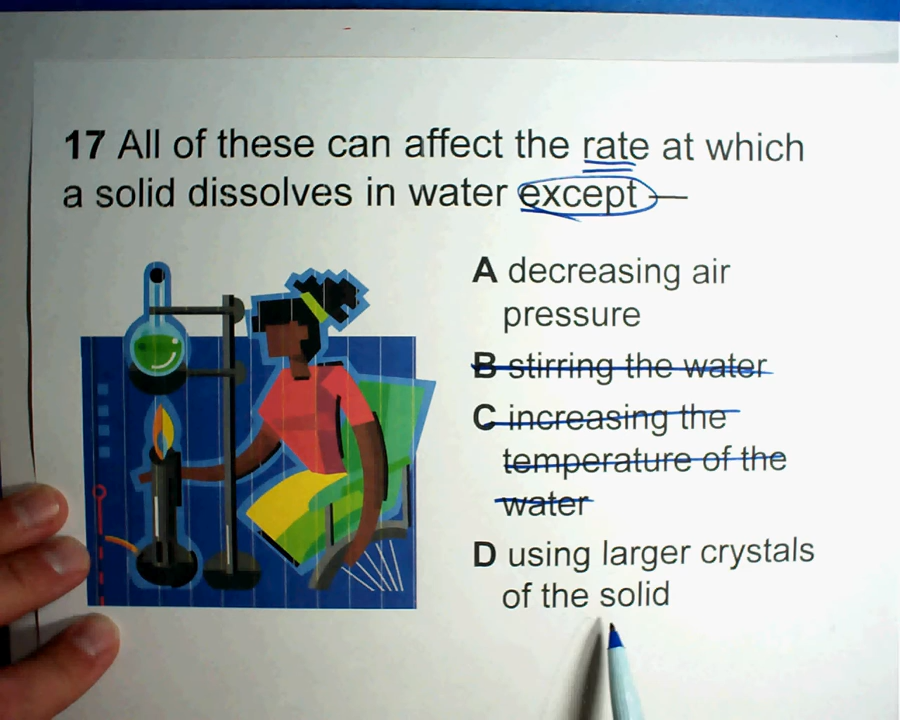 17 All of these can affect the rate at which
a solid dissolves in water except —
A decreasing air
pressure
B stirring the water
C increasing the
temperature of the
water
D using larger crystals
of the solid